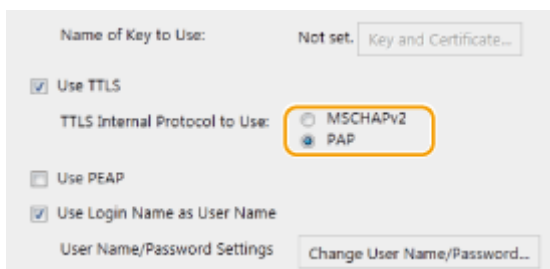 Name of Key to Use: Not set. Key and Certificate...
Use TTLS
TTLS Internal Protocol to Use: MSCHAPv2
PAP
Use PEAP
Use Login Name as User Name
User Name/Password Settings Change User Name/Password...